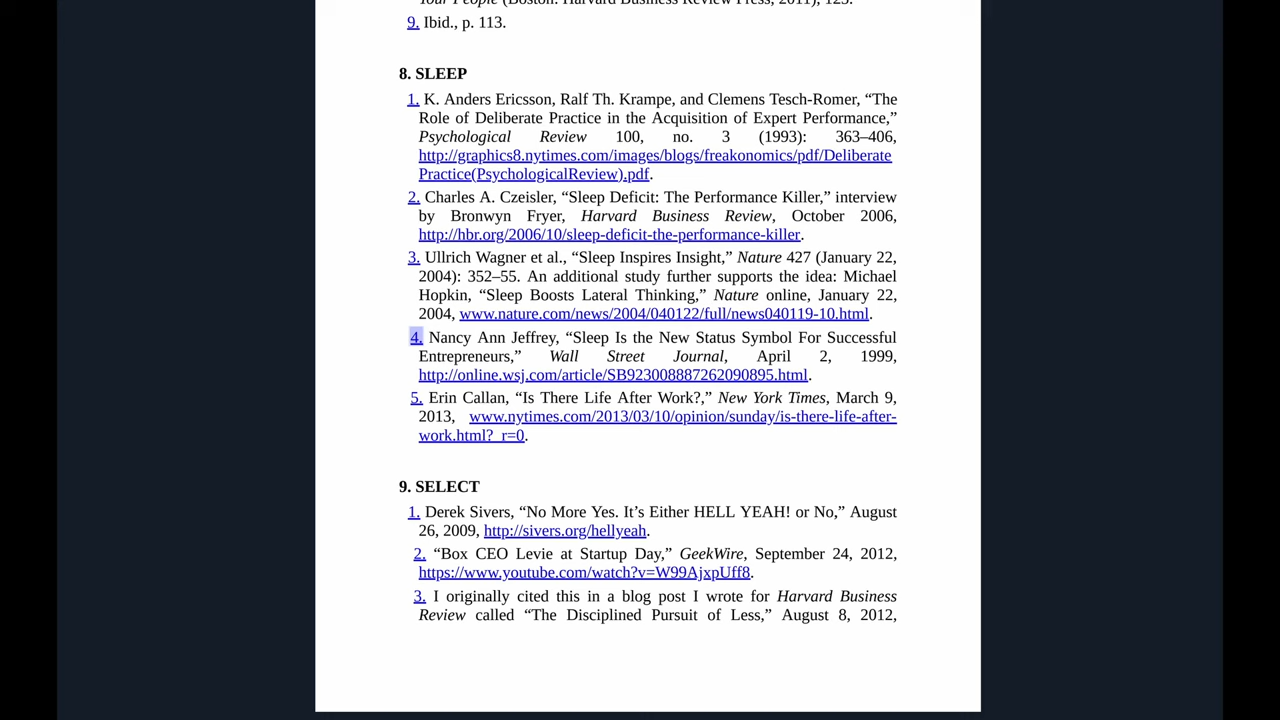 Your People (Boston: Harvard Business Review Press, 2011), 125.
9. Ibid., p. 113.
8. SLEEP
1. K. Anders Ericsson, Ralf Th. Krampe, and Clemens Tesch-Romer, “The
Role of Deliberate Practice in the Acquisition of Expert Performance,”
Psychological Review 100, no. 3 (1993): 363–406,
http://graphics8.nytimes.com/images/blogs/freakonomics/pdf/Deliberate
Practice(PsychologicalReview).pdf.
2. Charles A. Czeisler, “Sleep Deficit: The Performance Killer,” interview
by Bronwyn Fryer, Harvard Business Review, October 2006,
http://hbr.org/2006/10/sleep-deficit-the-performance-killer.
3. Ullrich Wagner et al., “Sleep Inspires Insight,” Nature 427 (January 22,
2004): 352–55. An additional study further supports the idea: Michael
Hopkin, “Sleep Boosts Lateral Thinking,” Nature online, January 22,
2004, www.nature.com/news/2004/040122/full/news040119-10.html.
4. Nancy Ann Jeffrey, “Sleep Is the New Status Symbol For Successful
Entrepreneurs,” Wall Street Journal, April 2, 1999,
http://online.wsj.com/article/SB923008887262090895.html.
5. Erin Callan, “Is There Life After Work?,” New York Times, March 9,
2013, www.nytimes.com/2013/03/10/opinion/sunday/is-there-life-after-
work.html?_r=0.
9. SELECT
1. Derek Sivers, “No More Yes. It’s Either HELL YEAH! or No,” August
26, 2009, http://sivers.org/hellyeah.
2. “Box CEO Levie at Startup Day,” GeekWire, September 24, 2012,
https://www.youtube.com/watch?v=W99AjxpUff8.
3. I originally cited this in a blog post I wrote for Harvard Business
Review called “The Disciplined Pursuit of Less,” August 8, 2012,